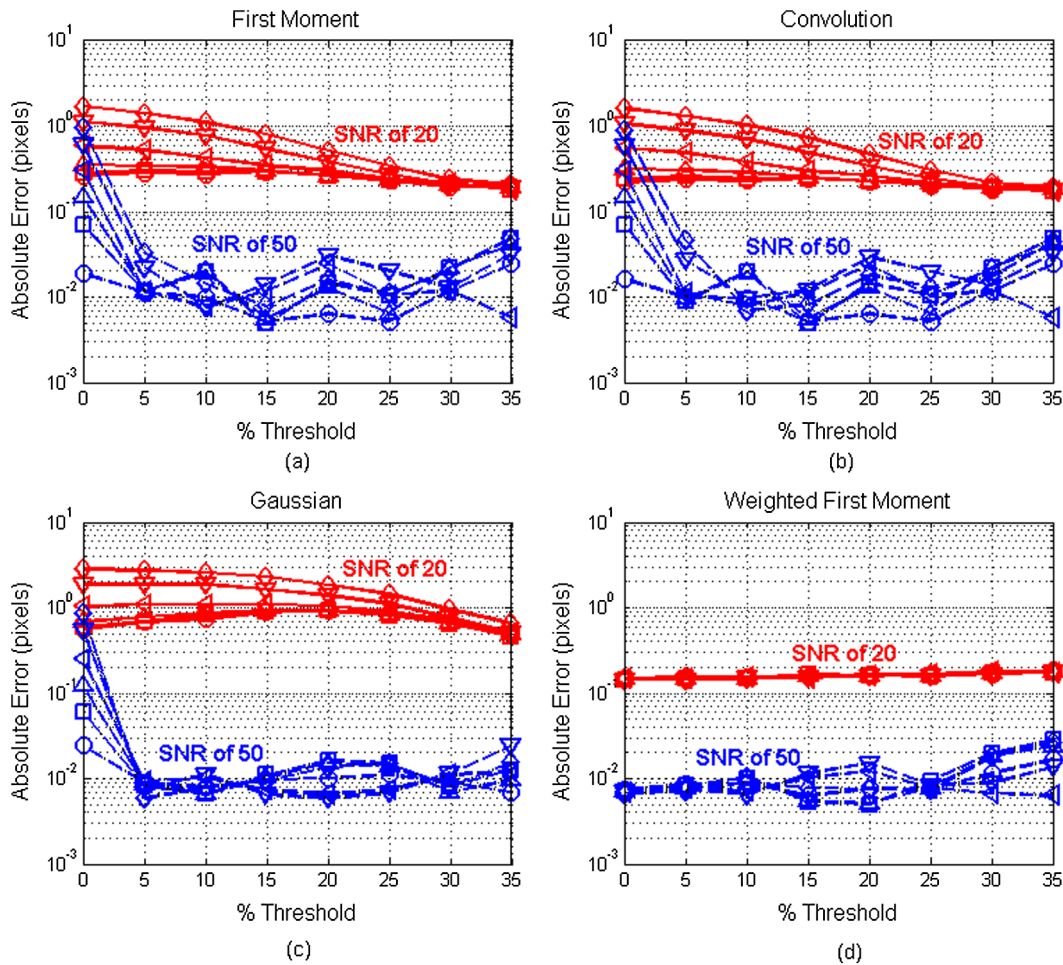 First Moment
10^1
10^0
10^-1
10^-2
10^-3
Absolute Error (pixels)
SNR of 20
SNR of 50
0 5 10 15 20 25 30 35
% Threshold
(a)
Convolution
10^1
10^0
10^-1
10^-2
10^-3
Absolute Error (pixels)
SNR of 20
SNR of 50
0 5 10 15 20 25 30 35
% Threshold
(b)
Gaussian
10^1
10^0
10^-1
10^-2
10^-3
Absolute Error (pixels)
SNR of 20
SNR of 50
0 5 10 15 20 25 30 35
% Threshold
(c)
Weighted First Moment
10^1
10^0
10^-1
10^-2
10^-3
Absolute Error (pixels)
SNR of 20
SNR of 50
0 5 10 15 20 25 30 35
% Threshold
(d)